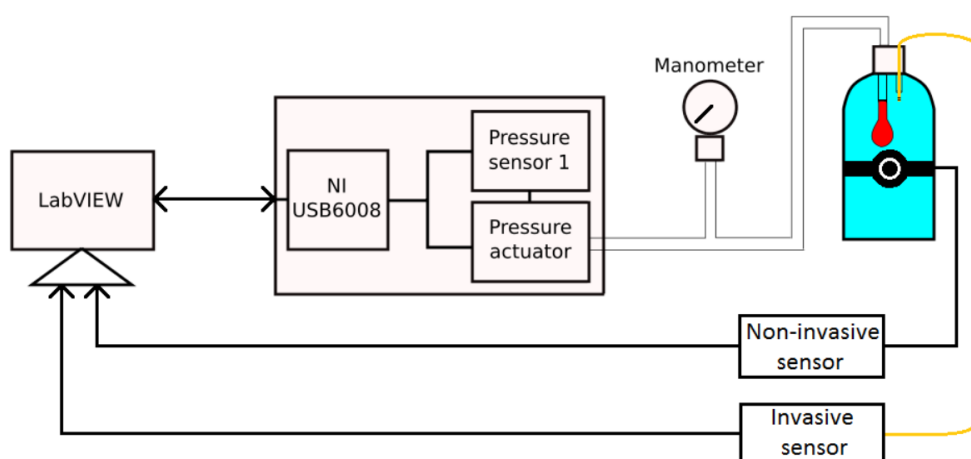 Manometer
Pressure
sensor 1
NI
USB6008
LabVIEW
Pressure
actuator
Non-invasive
sensor
Invasive
sensor